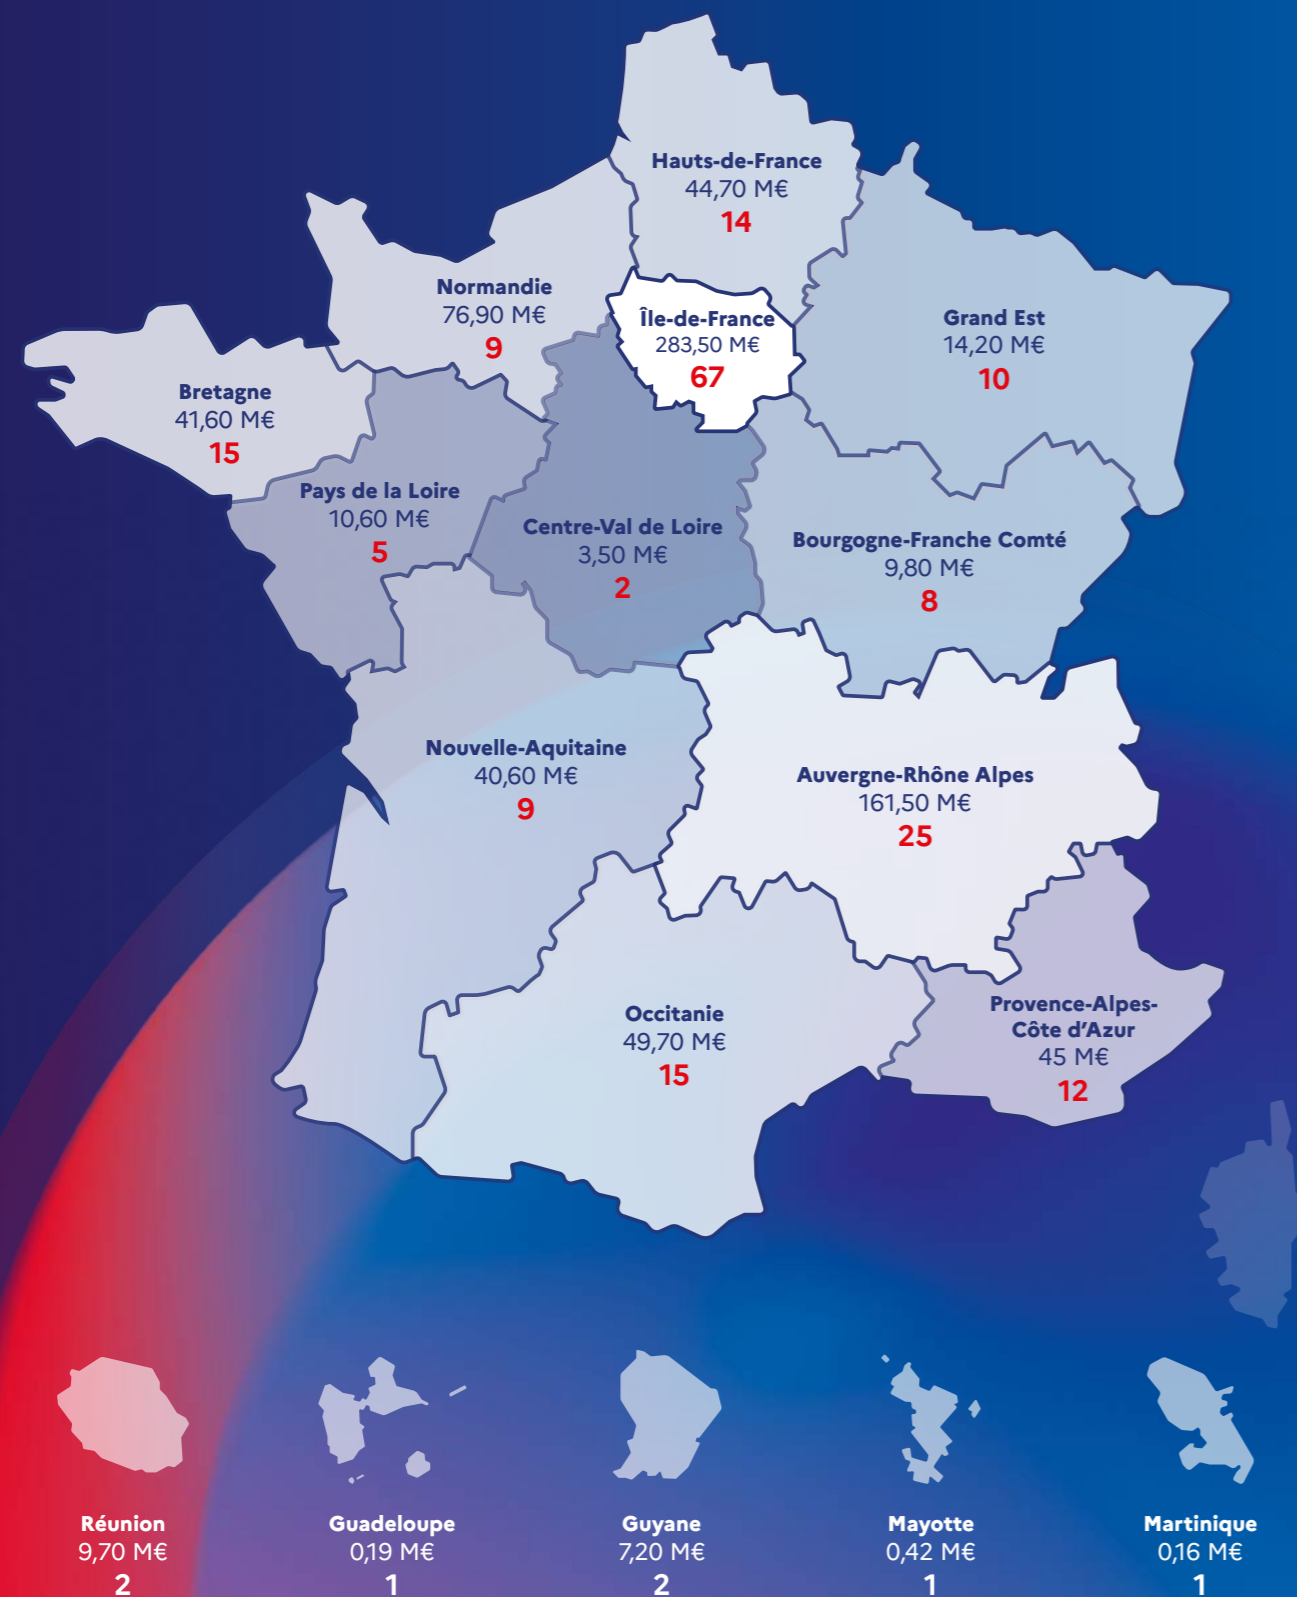 Hauts-de-France
44,70 M€
14
Normandie
76,90 M€
9
Île-de-France
283,50 M€
67
Grand Est
14,20 M€
10
Bretagne
41,60 M€
15
Pays de la Loire
10,60 M€
5
Centre-Val de Loire
3,50 M€
2
Bourgogne-Franche Comté
9,80 M€
8
Nouvelle-Aquitaine
40,60 M€
9
Auvergne-Rhône Alpes
161,50 M€
25
Occitanie
49,70 M€
15
Provence-Alpes-
Côte d’Azur
45 M€
12
Réunion
9,70 M€
2
Guadeloupe
0,19 M€
1
Guyane
7,20 M€
2
Mayotte
0,42 M€
1
Martinique
0,16 M€
1